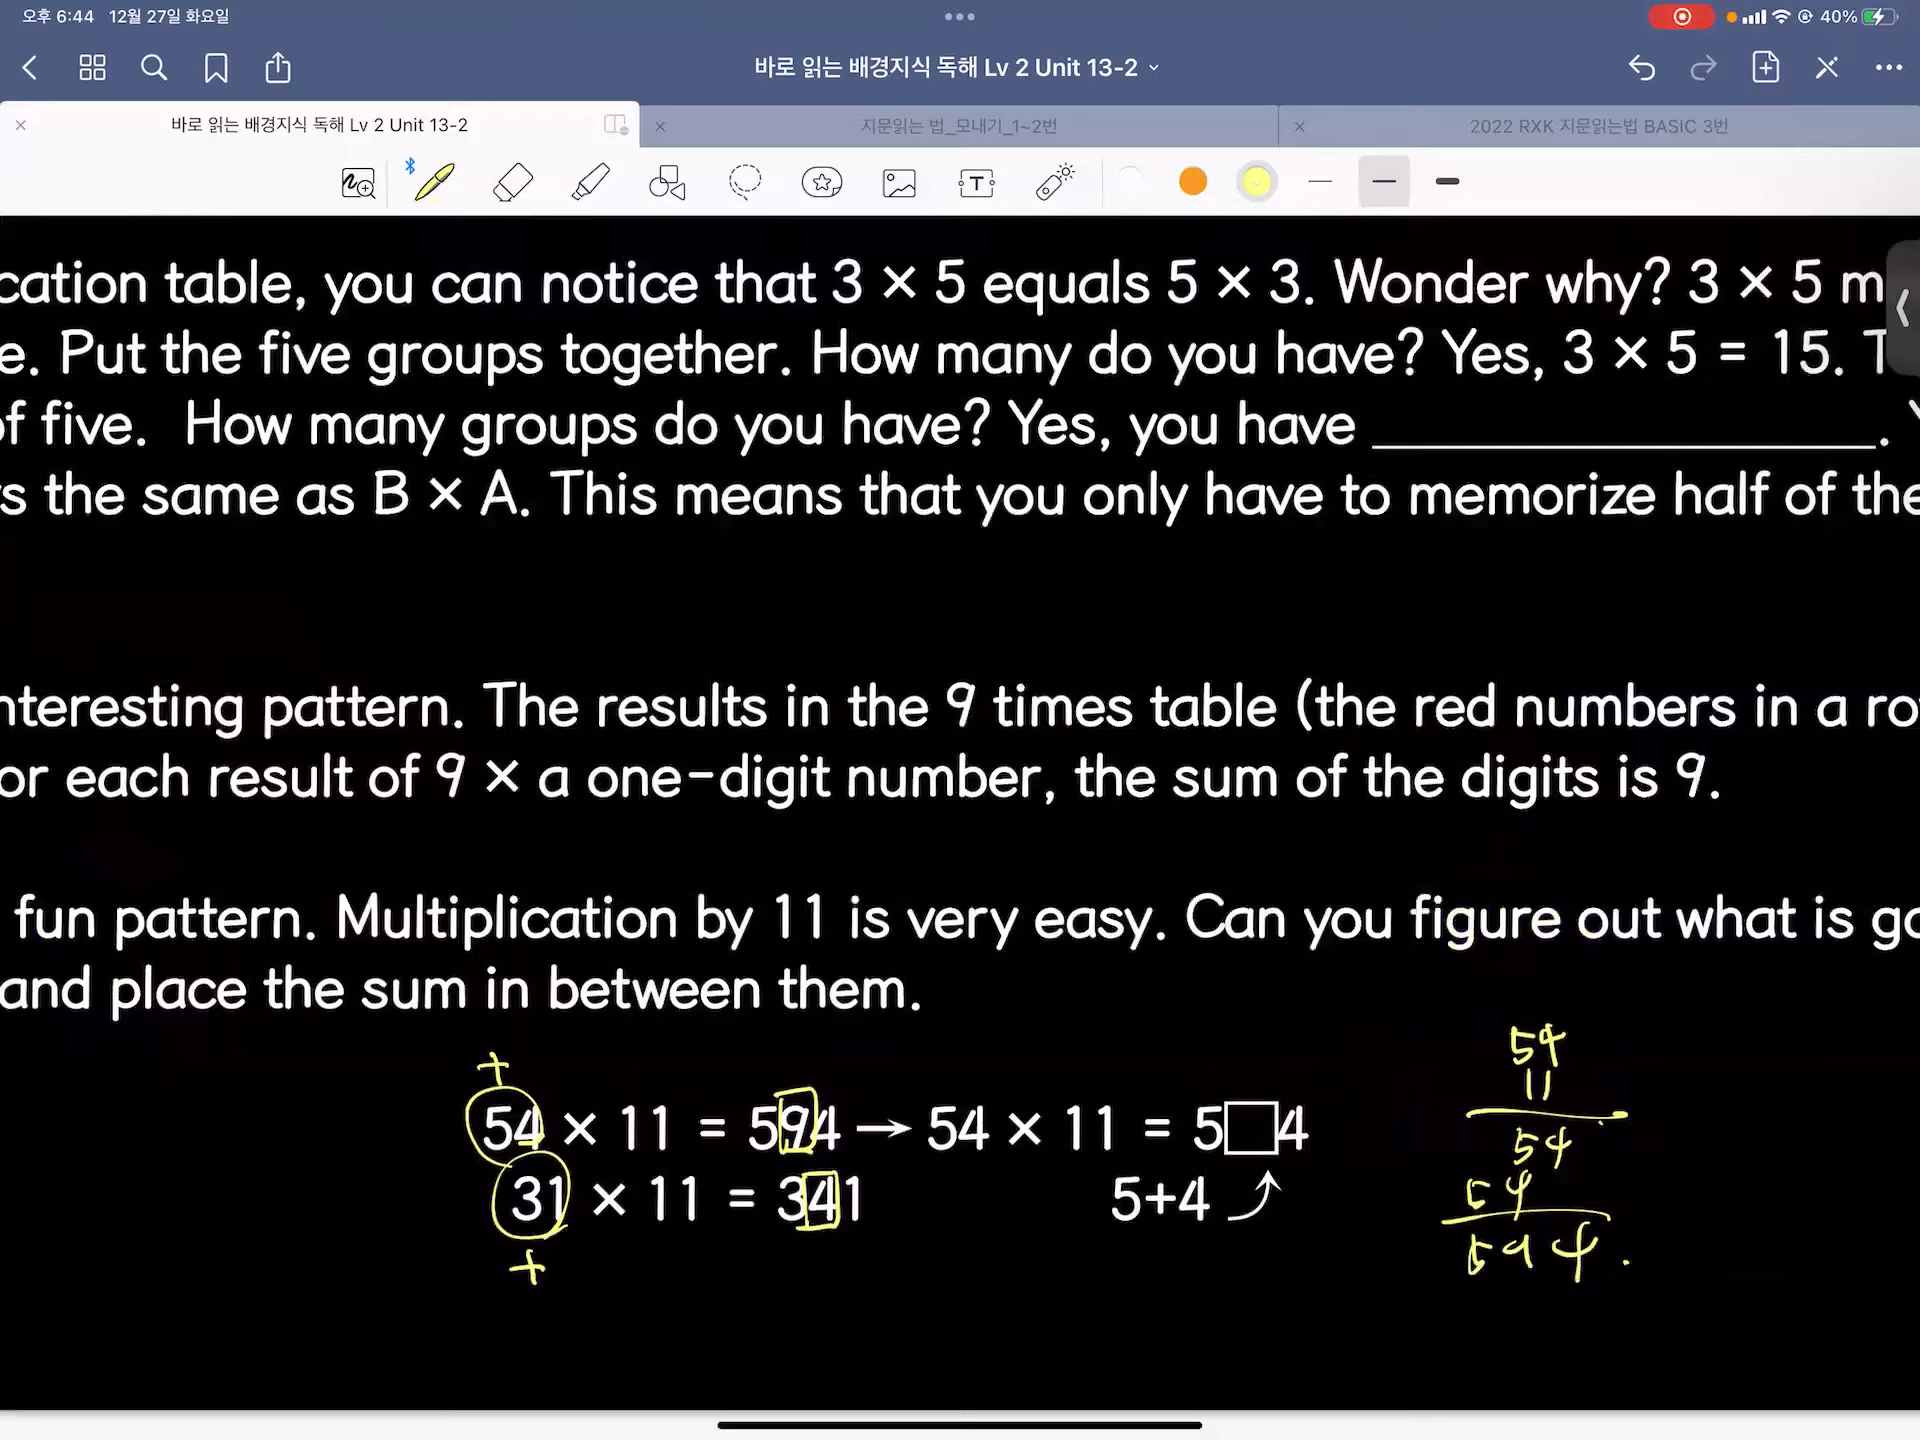 오후 6:44 12월 27일 화요일
40%
바로 읽는 배경지식 독해 Lv 2 Unit 13-2
바로 읽는 배경지식 독해 Lv 2 Unit 13-2
지문읽는 법_모내기_1~2번
2022 RXK 지문읽는법 BASIC 3번
cation table, you can notice that 3 × 5 equals 5 × 3. Wonder why? 3 × 5 m
e. Put the five groups together. How many do you have? Yes, 3 × 5 = 15. T
of five. How many groups do you have? Yes, you have ____________.
s the same as B × A. This means that you only have to memorize half of the
nteresting pattern. The results in the 9 times table (the red numbers in a ro
or each result of 9 × a one-digit number, the sum of the digits is 9.
fun pattern. Multiplication by 11 is very easy. Can you figure out what is go
and place the sum in between them.
+
54 × 11 = 594 → 54 × 11 = 5□4
31 × 11 = 341 5+4
+
54
11
54
54
594.